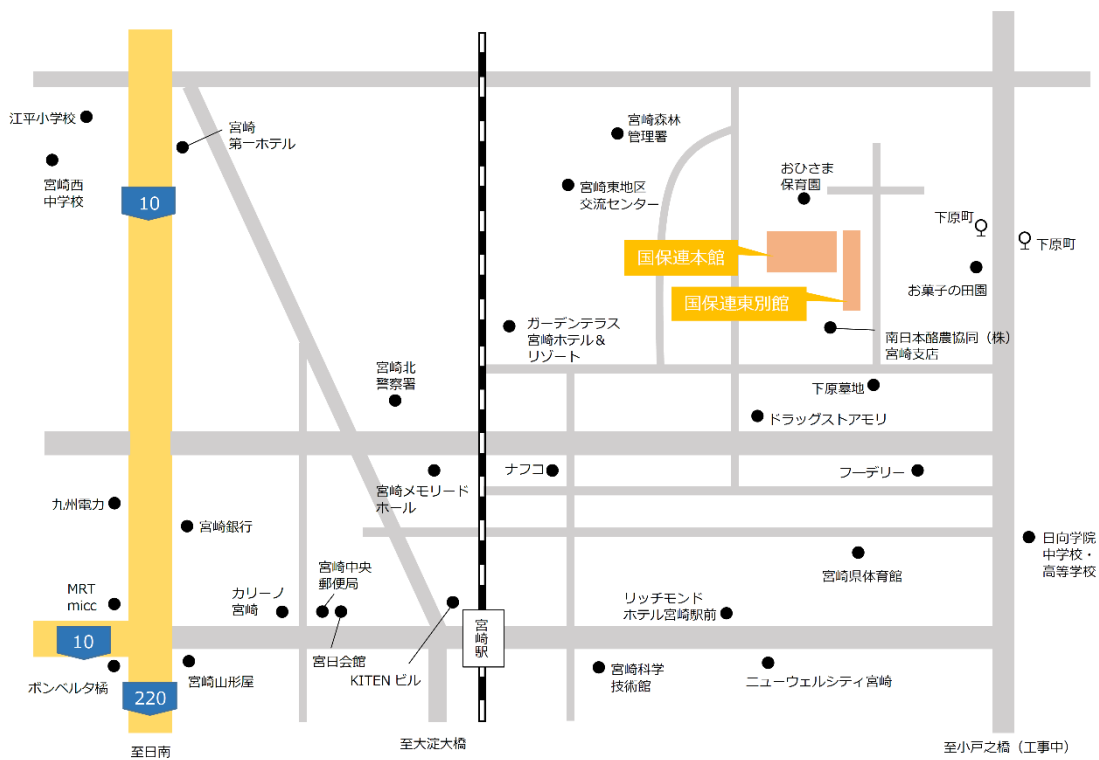 江平小学校
宮崎
第一ホテル
宮崎西
中学校
10
宮崎森林
管理署
宮崎東地区
交流センター
おひさま
保育園
下原町
下原町
国保連本館
国保連東別館
お菓子の田園
南日本酪農協同（株）
宮崎支店
ガーデンテラス
宮崎ホテル＆
リゾート
宮崎北
警察署
下原墓地
ドラッグストアモリ
宮崎メモリード
ホール
ナフコ
フーデリー
九州電力
宮崎銀行
日向学院
中学校・
高等学校
宮崎県体育館
MRT
micc
カリーノ
宮崎
宮崎中央
郵便局
リッチモンド
ホテル宮崎駅前
10
宮崎駅
宮日会館
KITEN ビル
ボンベルタ橘
宮崎山形屋
宮崎科学
技術館
ニューウェルシティ宮崎
220
至日南
至大淀大橋
至小戸之橋（工事中）